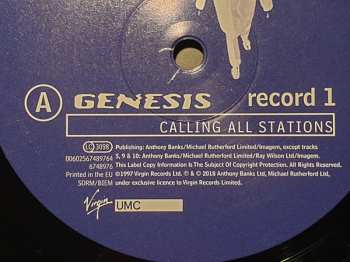 A GENESIS record 1
CALLING ALL STATIONS
LC 3098
00602567489764
6748976
Printed in the EU
SDRM/BIEM
Publishing: Anthony Banks/Michael Rutherford Limited/Imagem, except tracks
5, 9 & 10: Anthony Banks/Michael Rutherford Limited/Ray Wilson Ltd/Imagem.
This Label Copy Information Is The Subject Of Copyright Protection. All Rights Reserved.
℗1997 Virgin Records Ltd. ℗ & © 2018 Anthony Banks Ltd, Michael Rutherford Ltd,
under exclusive licence to Virgin Records Limited.
Virgin
UMC